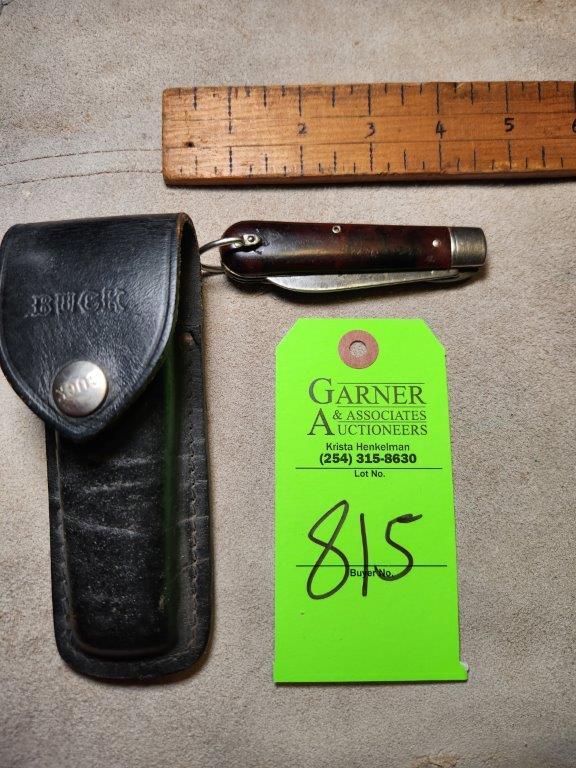 2 3 4 5 6
BUCK
BUCK
GARNER
& ASSOCIATES
AUCTIONEERS
Krista Henkelman
(254) 315-8630
Lot No.
815
Buyer No.